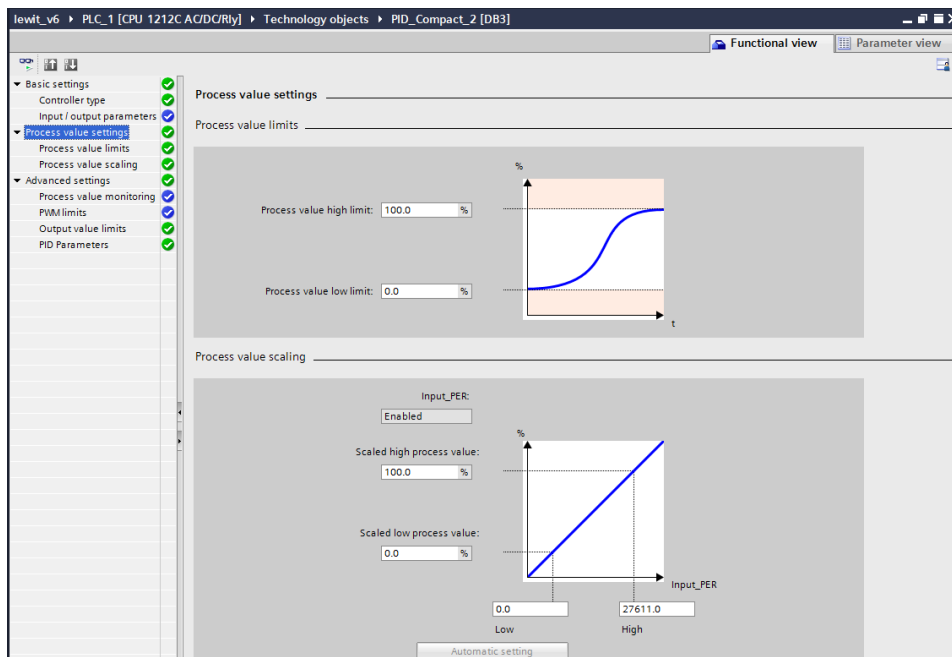 lewit_v6 ▸ PLC_1 [CPU 1212C AC/DC/Rly] ▸ Technology objects ▸ PID_Compact_2 [DB3]
Functional view
Parameter view
Basic settings
Controller type
Input / output parameters
Process value settings
Process value limits
Process value scaling
Advanced settings
Process value monitoring
PWM limits
Output value limits
PID Parameters
Process value settings
Process value limits
%
Process value high limit: 100.0 %
Process value low limit: 0.0 %
t
Process value scaling
Input_PER:
Enabled
%
Scaled high process value:
100.0 %
Scaled low process value:
0.0 %
Input_PER
0.0 27611.0
Low High
Automatic setting